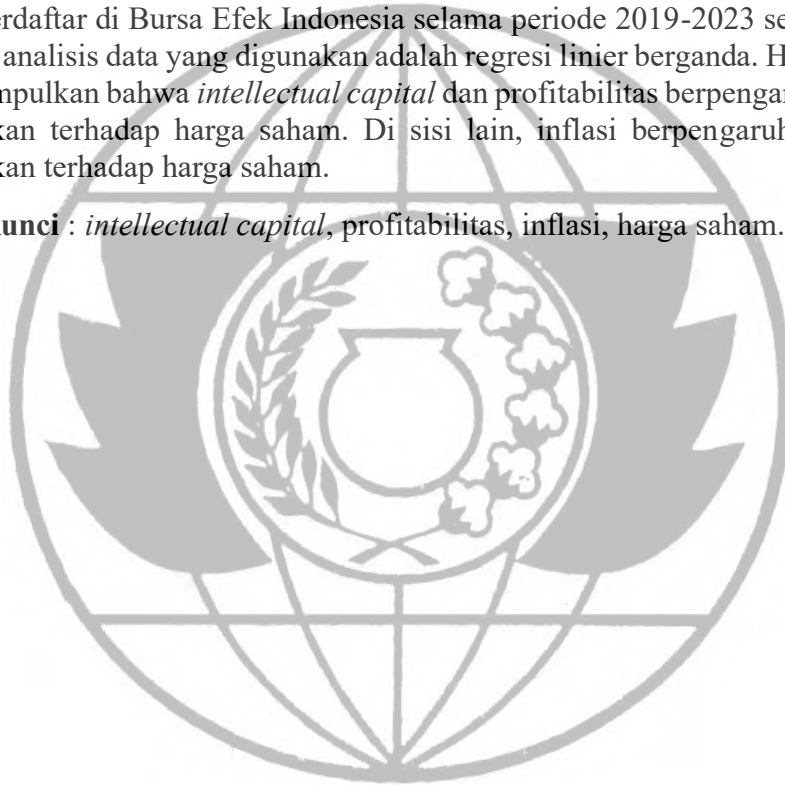 erdaftar di Bursa Efek Indonesia selama periode 2019-2023 se
analisis data yang digunakan adalah regresi linier berganda. H
mpulkan bahwa intellectual capital dan profitabilitas berpengar
kan terhadap harga saham. Di sisi lain, inflasi berpengaruh
kan terhadap harga saham.
unci : intellectual capital, profitabilitas, inflasi, harga saham.